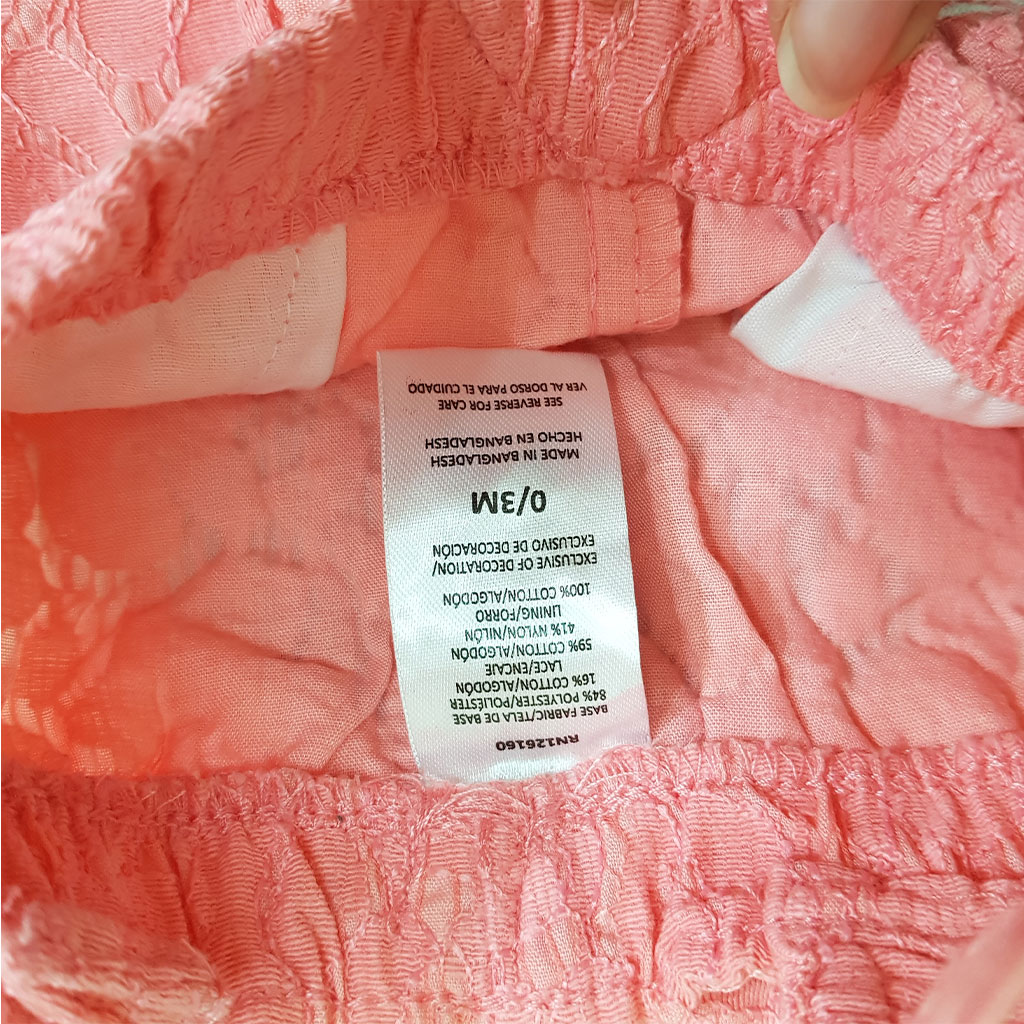 RN126160
BASE FABRIC/TELA DE BASE
84% POLYESTER/POLIÉSTER
16% COTTON/ALGODÓN
LACE/ENCAJE
59% COTTON/ALGODÓN
41% NYLON/NILÓN
LINING/FORRO
100% COTTON/ALGODÓN
EXCLUSIVE OF DECORATION/
EXCLUSIVO DE DECORACIÓN
0/3M
MADE IN BANGLADESH
HECHO EN BANGLADESH
SEE REVERSE FOR CARE
VER AL DORSO PARA EL CUIDADO